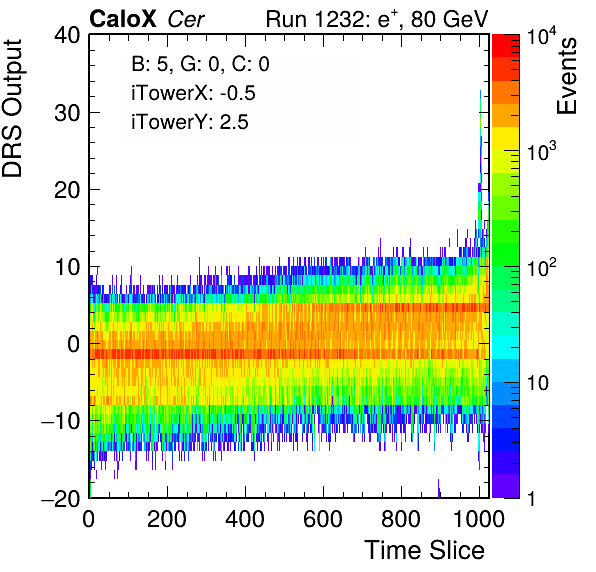 CaloX Cer Run 1232: e⁺, 80 GeV
B: 5, G: 0, C: 0
iTowerX: -0.5
iTowerY: 2.5
DRS Output
40
30
20
10
0
−10
−20
0 200 400 600 800 1000
Time Slice
Events
10⁴
10³
10²
10
1